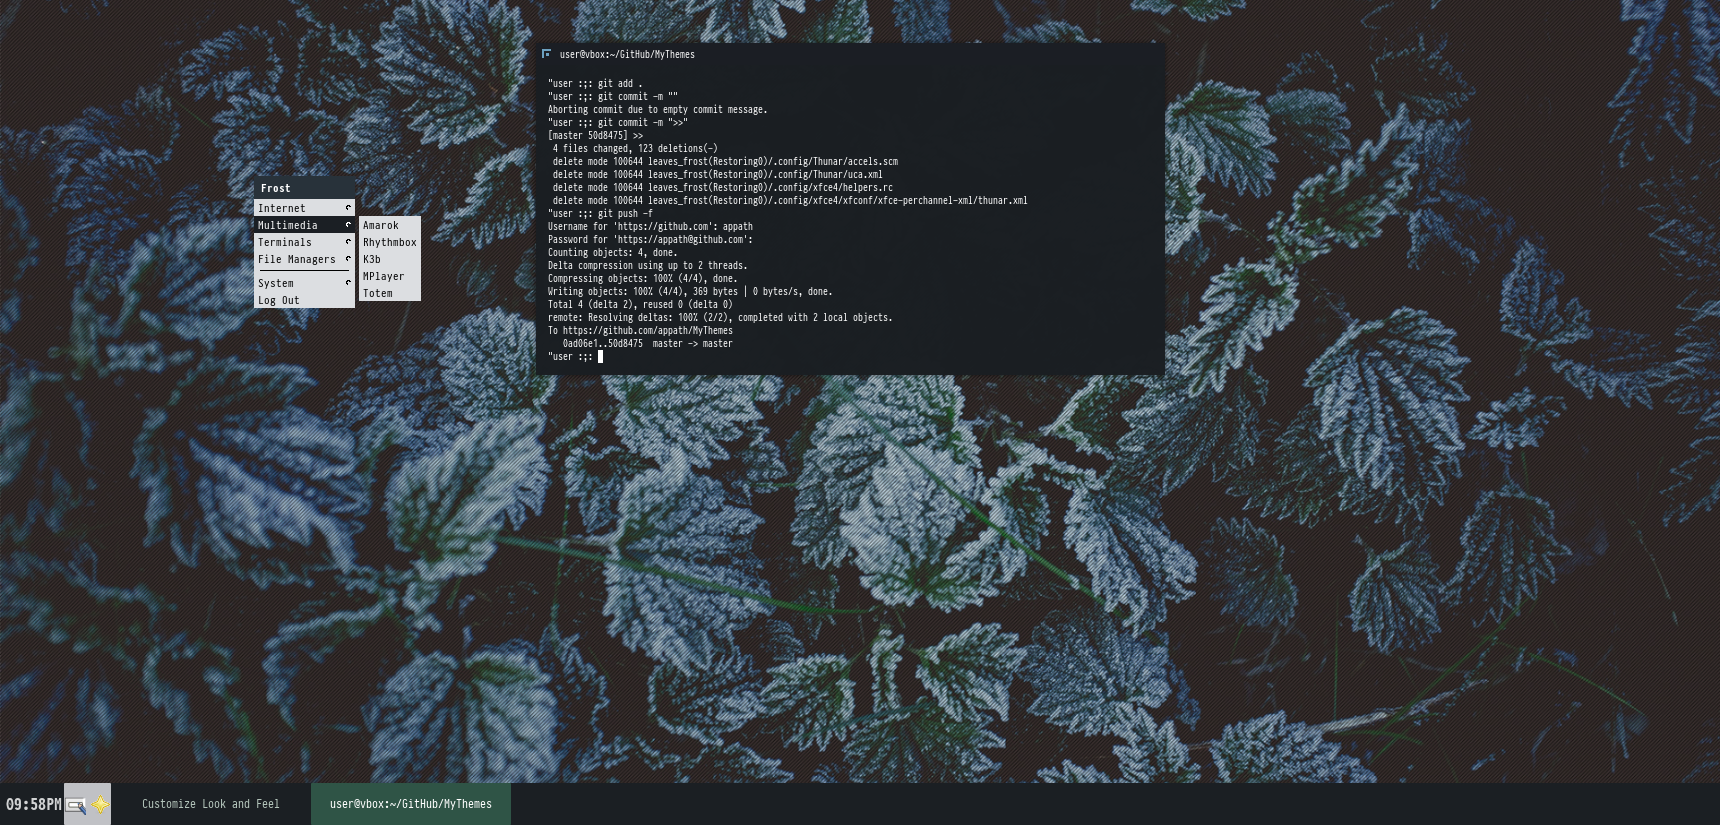 user@vbox:~/GitHub/MyThemes
"user :;: git add .
"user :;: git commit -m ""
Aborting commit due to empty commit message.
"user :;: git commit -m ">>"
[master 50d8475] >>
4 files changed, 123 deletions(-)
delete mode 100644 leaves_frost(Restoring0)/.config/Thunar/accels.scm
delete mode 100644 leaves_frost(Restoring0)/.config/Thunar/uca.xml
delete mode 100644 leaves_frost(Restoring0)/.config/xfce4/helpers.rc
delete mode 100644 leaves_frost(Restoring0)/.config/xfce4/xfconf/xfce-perchannel-xml/thunar.xml
"user :;: git push -f
Username for 'https://github.com': appath
Password for 'https://appath@github.com':
Counting objects: 4, done.
Delta compression using up to 2 threads.
Compressing objects: 100% (4/4), done.
Writing objects: 100% (4/4), 369 bytes | 0 bytes/s, done.
Total 4 (delta 2), reused 0 (delta 0)
remote: Resolving deltas: 100% (2/2), completed with 2 local objects.
To https://github.com/appath/MyThemes
0ad06e1..50d8475  master -> master
"user :;:
Frost
Internet
Multimedia
Terminals
File Managers
System
Log Out
Amarok
Rhythmbox
K3b
MPlayer
Totem
09:58PM
Customize Look and Feel
user@vbox:~/GitHub/MyThemes